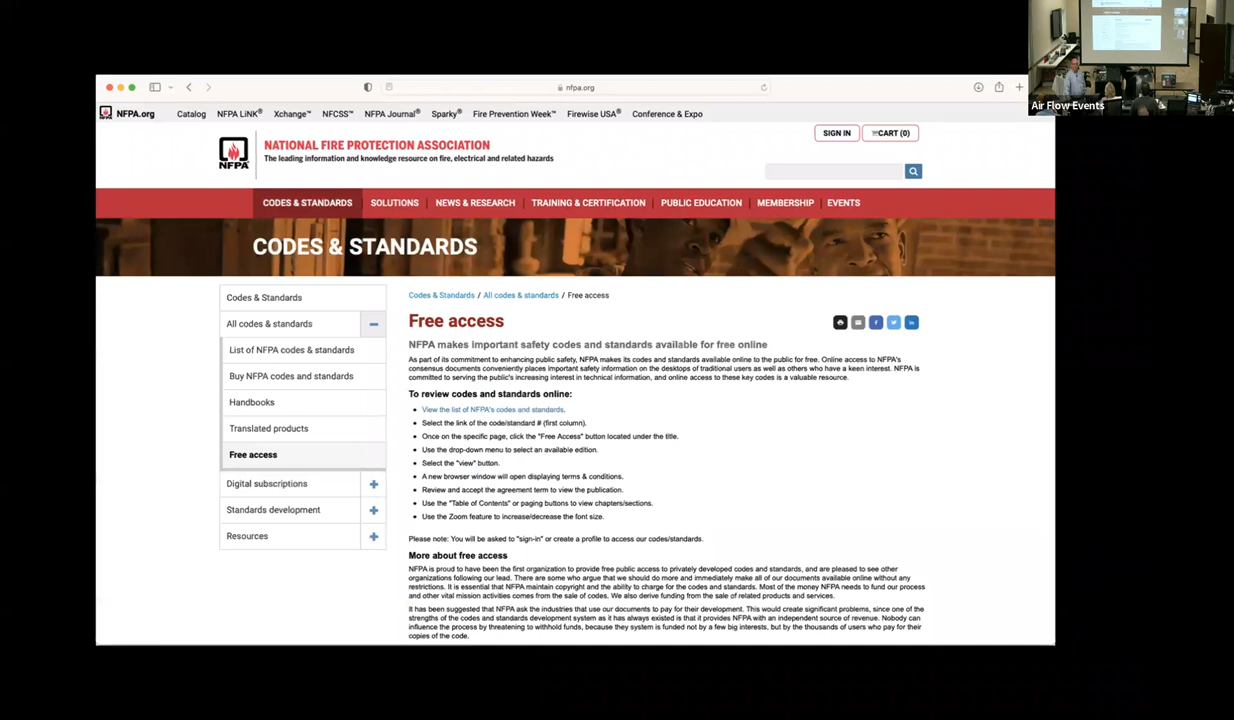 Air Flow Events
nfpa.org
NFPA.org Catalog NFPA LiNK® Xchange™ NFCSS™ NFPA Journal® Sparky® Fire Prevention Week™ Firewise USA® Conference & Expo
SIGN IN CART (0)
NFPA
NATIONAL FIRE PROTECTION ASSOCIATION
The leading information and knowledge resource on fire, electrical and related hazards
CODES & STANDARDS SOLUTIONS NEWS & RESEARCH TRAINING & CERTIFICATION PUBLIC EDUCATION MEMBERSHIP EVENTS
CODES & STANDARDS
Codes & Standards
All codes & standards
List of NFPA codes & standards
Buy NFPA codes and standards
Handbooks
Translated products
Free access
Digital subscriptions
Standards development
Resources
Codes & Standards / All codes & standards / Free access
Free access
NFPA makes important safety codes and standards available for free online
As part of its commitment to enhancing public safety, NFPA makes its codes and standards available online to the public for free. Online access to NFPA's
consensus documents conveniently places important safety information on the desktops of traditional users as well as others who have a keen interest. NFPA is
committed to serving the public's increasing interest in technical information, and online access to these key codes is a valuable resource.
To review codes and standards online:
• View the list of NFPA's codes and standards.
• Select the link of the code/standard # (first column).
• Once on the specific page, click the "Free Access" button located under the title.
• Use the drop-down menu to select an available edition.
• Select the "view" button.
• A new browser window will open displaying terms & conditions.
• Review and accept the agreement term to view the publication.
• Use the "Table of Contents" or paging buttons to view chapters/sections.
• Use the Zoom feature to increase/decrease the font size.
Please note: You will be asked to "sign-in" or create a profile to access our codes/standards.
More about free access
NFPA is proud to have been the first organization to provide free public access to privately developed codes and standards, and are pleased to see other
organizations following our lead. There are some who argue that we should do more and immediately make all of our documents available online without any
restrictions. It is essential that NFPA maintain copyright and the ability to charge for the codes and standards. Most of the money NFPA needs to fund our process
and other vital mission activities comes from the sale of codes. We also derive funding from the sale of related products and services.
It has been suggested that NFPA ask the industries that use our documents to pay for their development. This would create significant problems, since one of the
strengths of the codes and standards development system as it has always existed is that it provides NFPA with an independent source of revenue. Nobody can
influence the process by threatening to withhold funds, because they system is funded not by a few big interests, but by the thousands of users who pay for their
copies of the code.